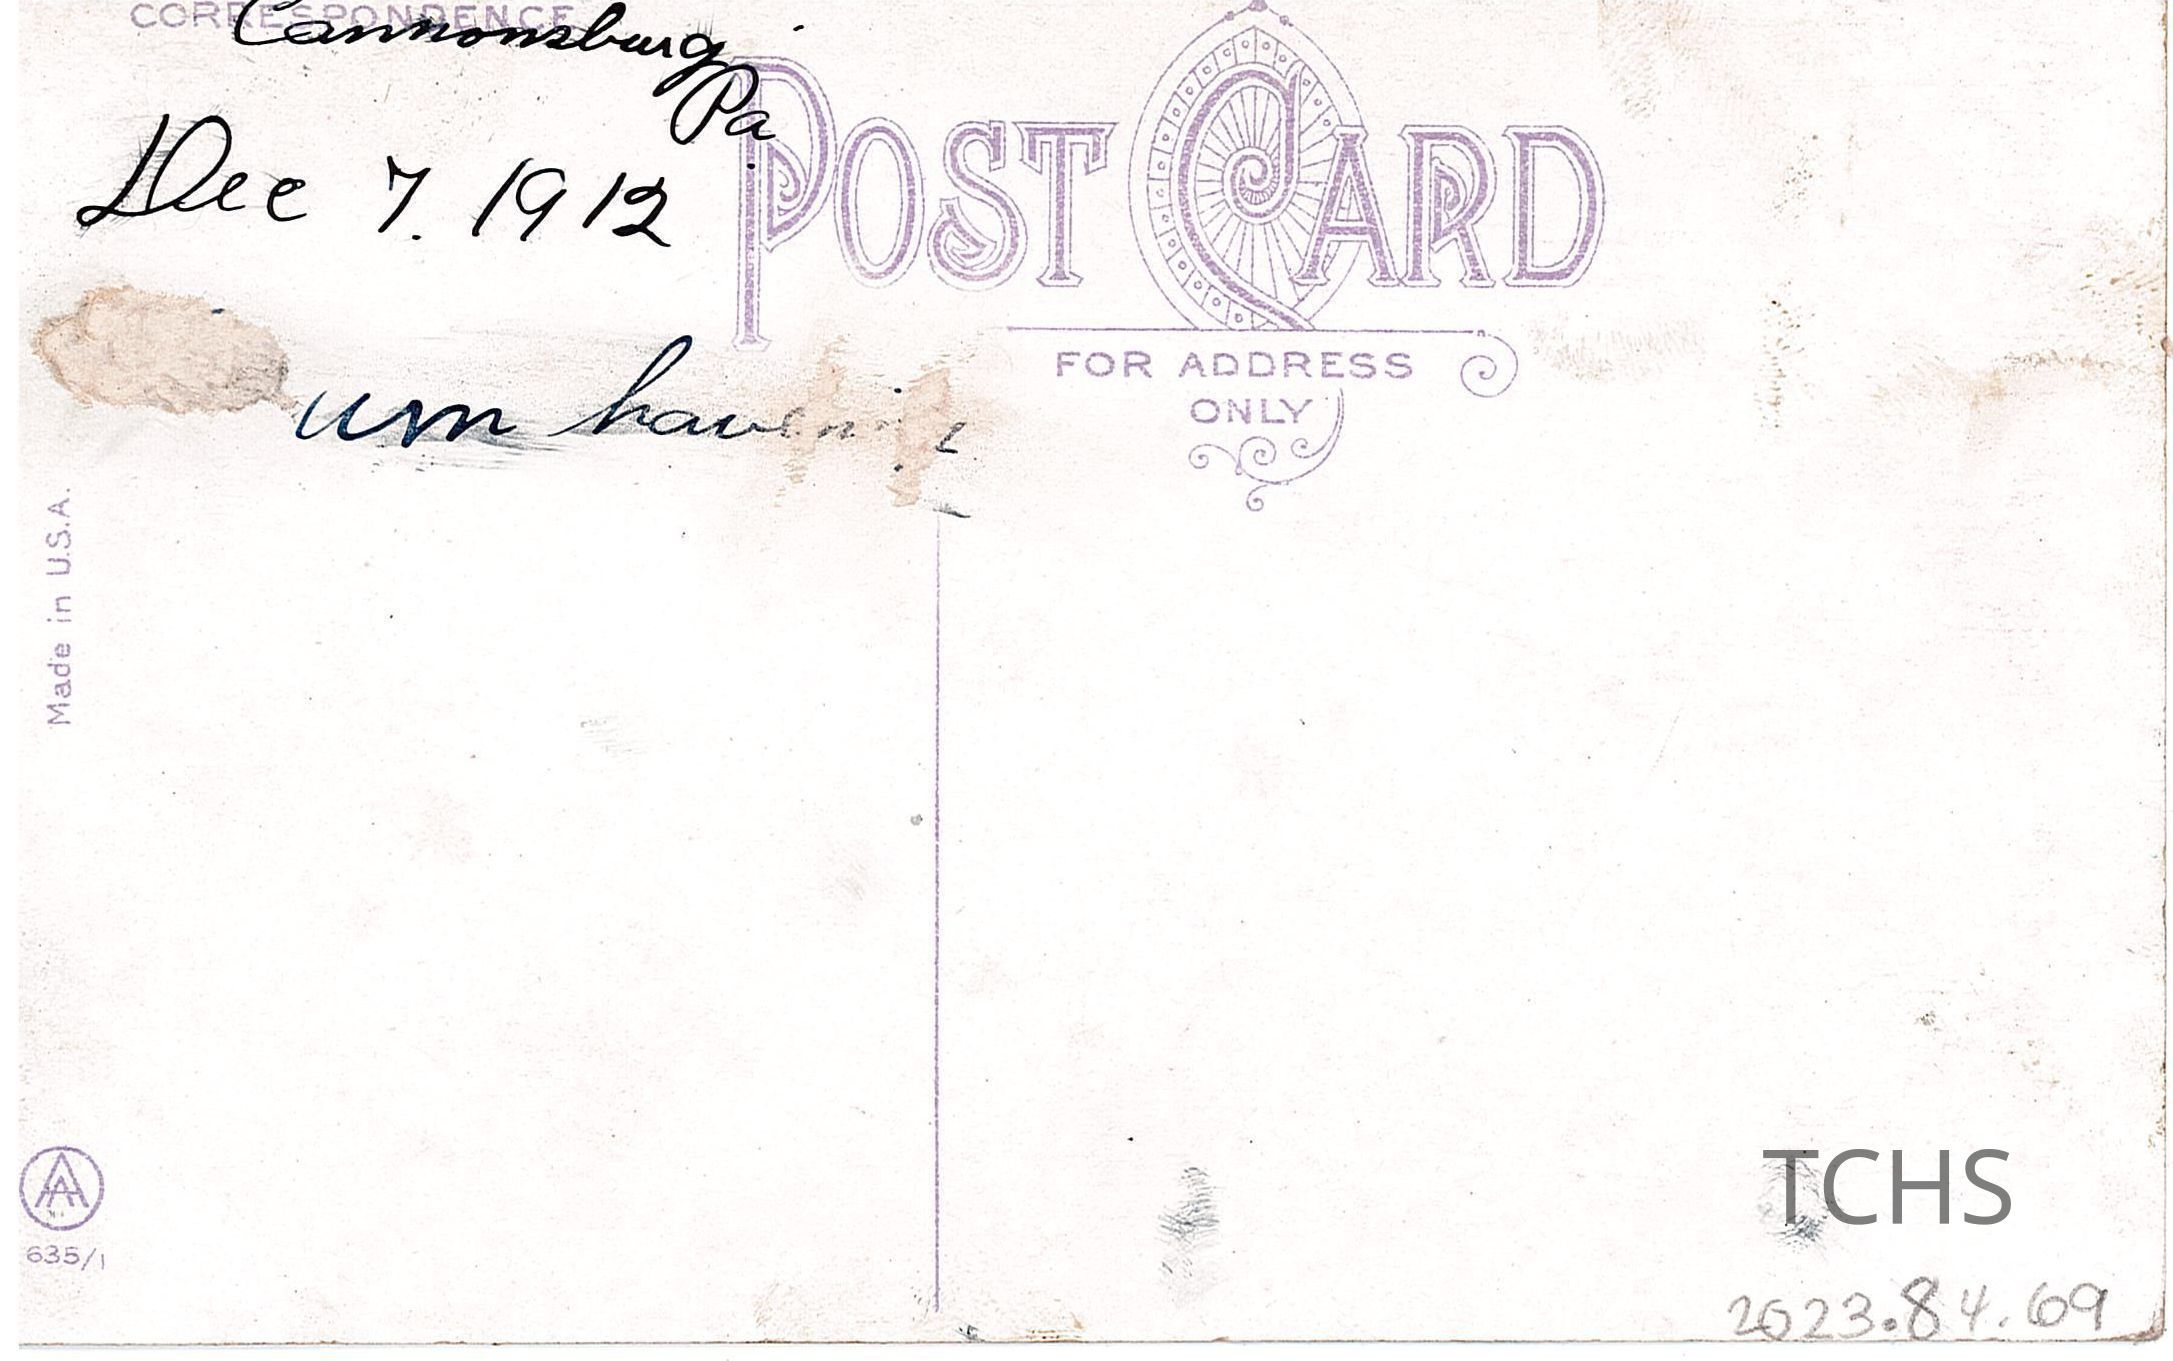 CORRESPONDENCE
Cannonsburg
Pa
Dec 7. 1912
POST CARD
FOR ADDRESS
ONLY
Made in U.S.A.
635/1
TCHS
2023.84.69